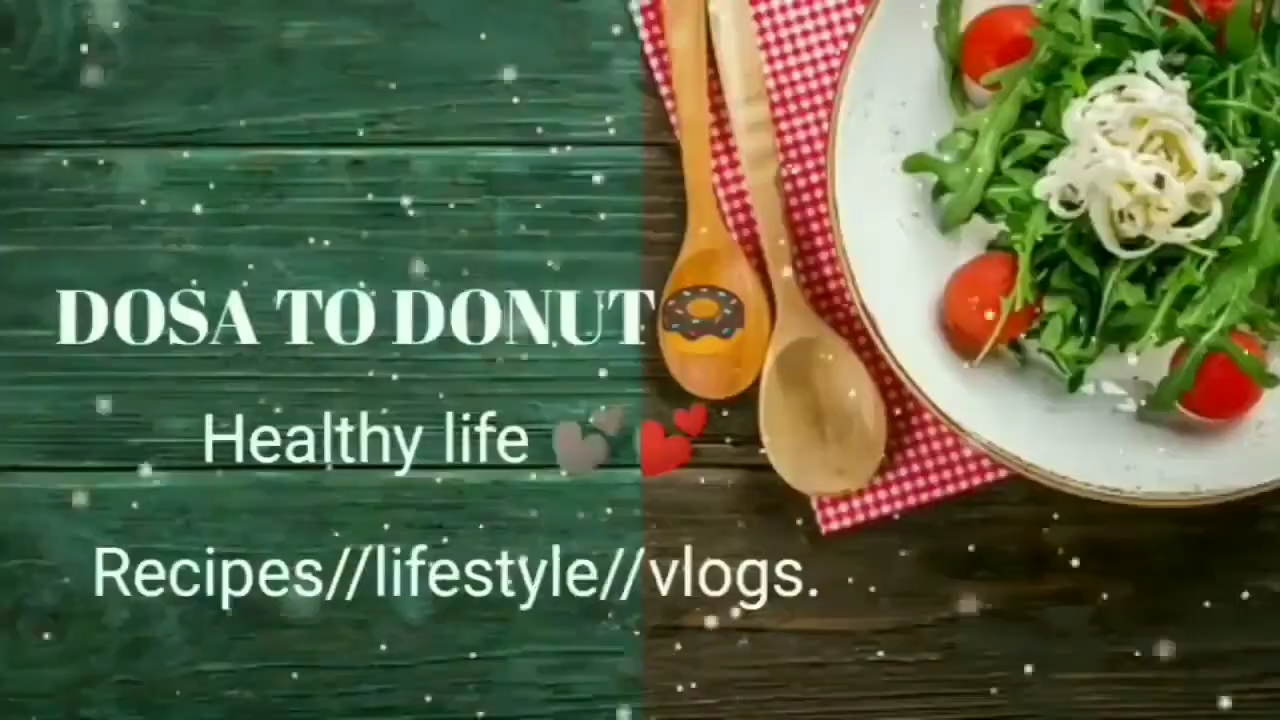 DOSA TO DONUT🍩
Healthy life 💕 💕
Recipes//lifestyle//vlogs.